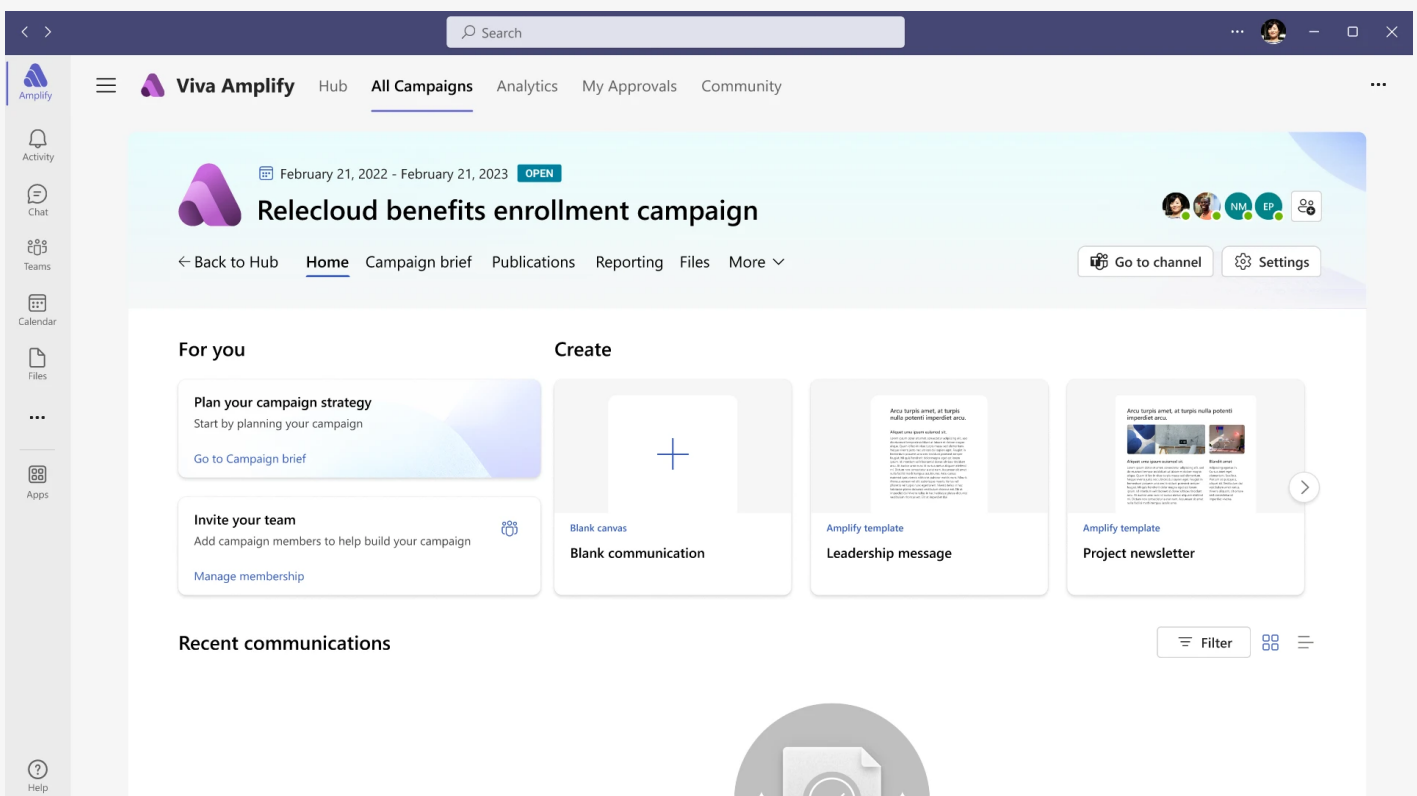 Search
Amplify
Activity
Chat
Teams
Calendar
Files
Apps
Help
Viva Amplify Hub All Campaigns Analytics My Approvals Community
February 21, 2022 - February 21, 2023 OPEN
Relecloud benefits enrollment campaign
NM EP
Back to Hub Home Campaign brief Publications Reporting Files More
Go to channel Settings
For you
Plan your campaign strategy
Start by planning your campaign
Go to Campaign brief
Invite your team
Add campaign members to help build your campaign
Manage membership
Create
Blank canvas
Blank communication
Arcu turpis amet, at turpis
nulla potenti imperdiet arcu.
Amplify template
Leadership message
Arcu turpis amet, at turpis nulla potenti
imperdiet arcu.
Amplify template
Project newsletter
Recent communications
Filter